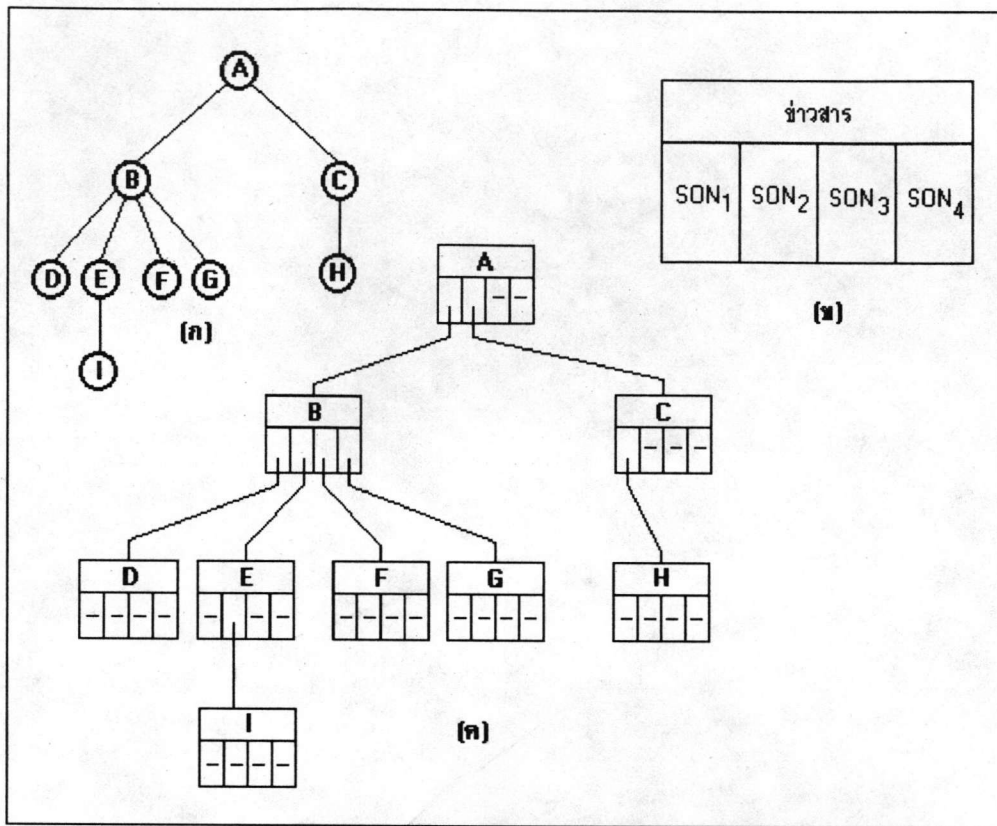 A
B C
D E F G H
(ก)
I
ข่าวสาร
SON1 SON2 SON3 SON4
(ข)
A
- -
B
C
- - -
D
- - - -
E
- - -
F
- - - -
G
- - - -
H
- - - -
I
- - - -
(ค)